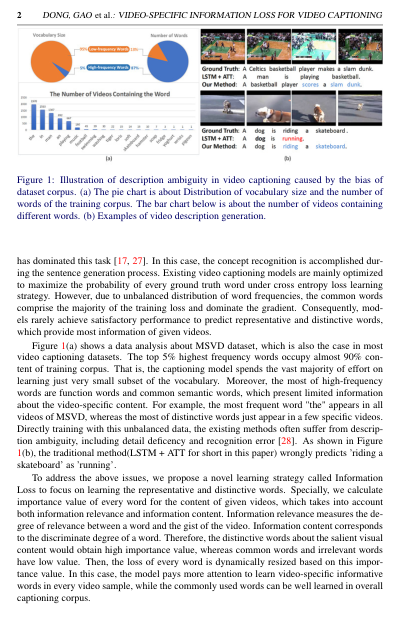 2 DONG, GAO et al.: VIDEO-SPECIFIC INFORMATION LOSS FOR VIDEO CAPTIONING
Vocabulary Size
Number of Words
Low-frequency Words
High-frequency Words
The Number of Videos Containing the Word
(a)
Ground Truth: A Celtics basketball player makes a slam dunk.
LSTM + ATT: A man is playing basketball.
Our Method: A basketball player scores a slam dunk.
Ground Truth: A dog is riding a skateboard.
LSTM + ATT: A dog is running.
Our Method: A dog is riding a skateboard.
(b)
Figure 1: Illustration of description ambiguity in video captioning caused by the bias of
dataset corpus. (a) The pie chart is about Distribution of vocabulary size and the number of
words of the training corpus. The bar chart below is about the number of videos containing
different words. (b) Examples of video description generation.
has dominated this task [17, 27]. In this case, the concept recognition is accomplished dur-
ing the sentence generation process. Existing video captioning models are mainly optimized
to maximize the probability of every ground truth word under cross entropy loss learning
strategy. However, due to unbalanced distribution of word frequencies, the common words
comprise the majority of the training loss and dominate the gradient. Consequently, mod-
els rarely achieve satisfactory performance to predict representative and distinctive words,
which provide most information of given videos.
Figure 1(a) shows a data analysis about MSVD dataset, which is also the case in most
video captioning datasets. The top 5% highest frequency words occupy almost 90% con-
tent of training corpus. That is, the captioning model spends the vast majority of effort on
learning just very small subset of the vocabulary. Moreover, the most of high-frequency
words are function words and common semantic words, which present limited information
about the video-specific content. For example, the most frequent word "the" appears in all
videos of MSVD, whereas the most of distinctive words just appear in a few specific videos.
Directly training with this unbalanced data, the existing methods often suffer from descrip-
tion ambiguity, including detail deficiency and recognition error [28]. As shown in Figure
1(b), the traditional method(LSTM + ATT for short in this paper) wrongly predicts 'riding a
skateboard' as 'running'.
To address the above issues, we propose a novel learning strategy called Information
Loss to focus on learning the representative and distinctive words. Specially, we calculate
importance value of every word for the content of given videos, which takes into account
both information relevance and information content. Information relevance measures the de-
gree of relevance between a word and the gist of the video. Information content corresponds
to the discriminate degree of a word. Therefore, the distinctive words about the salient visual
content would obtain high importance value, whereas common words and irrelevant words
have low value. Then, the loss of every word is dynamically resized based on this impor-
tance value. In this case, the model pays more attention to learn video-specific informative
words in every video sample, while the commonly used words can be well learned in overall
captioning corpus.